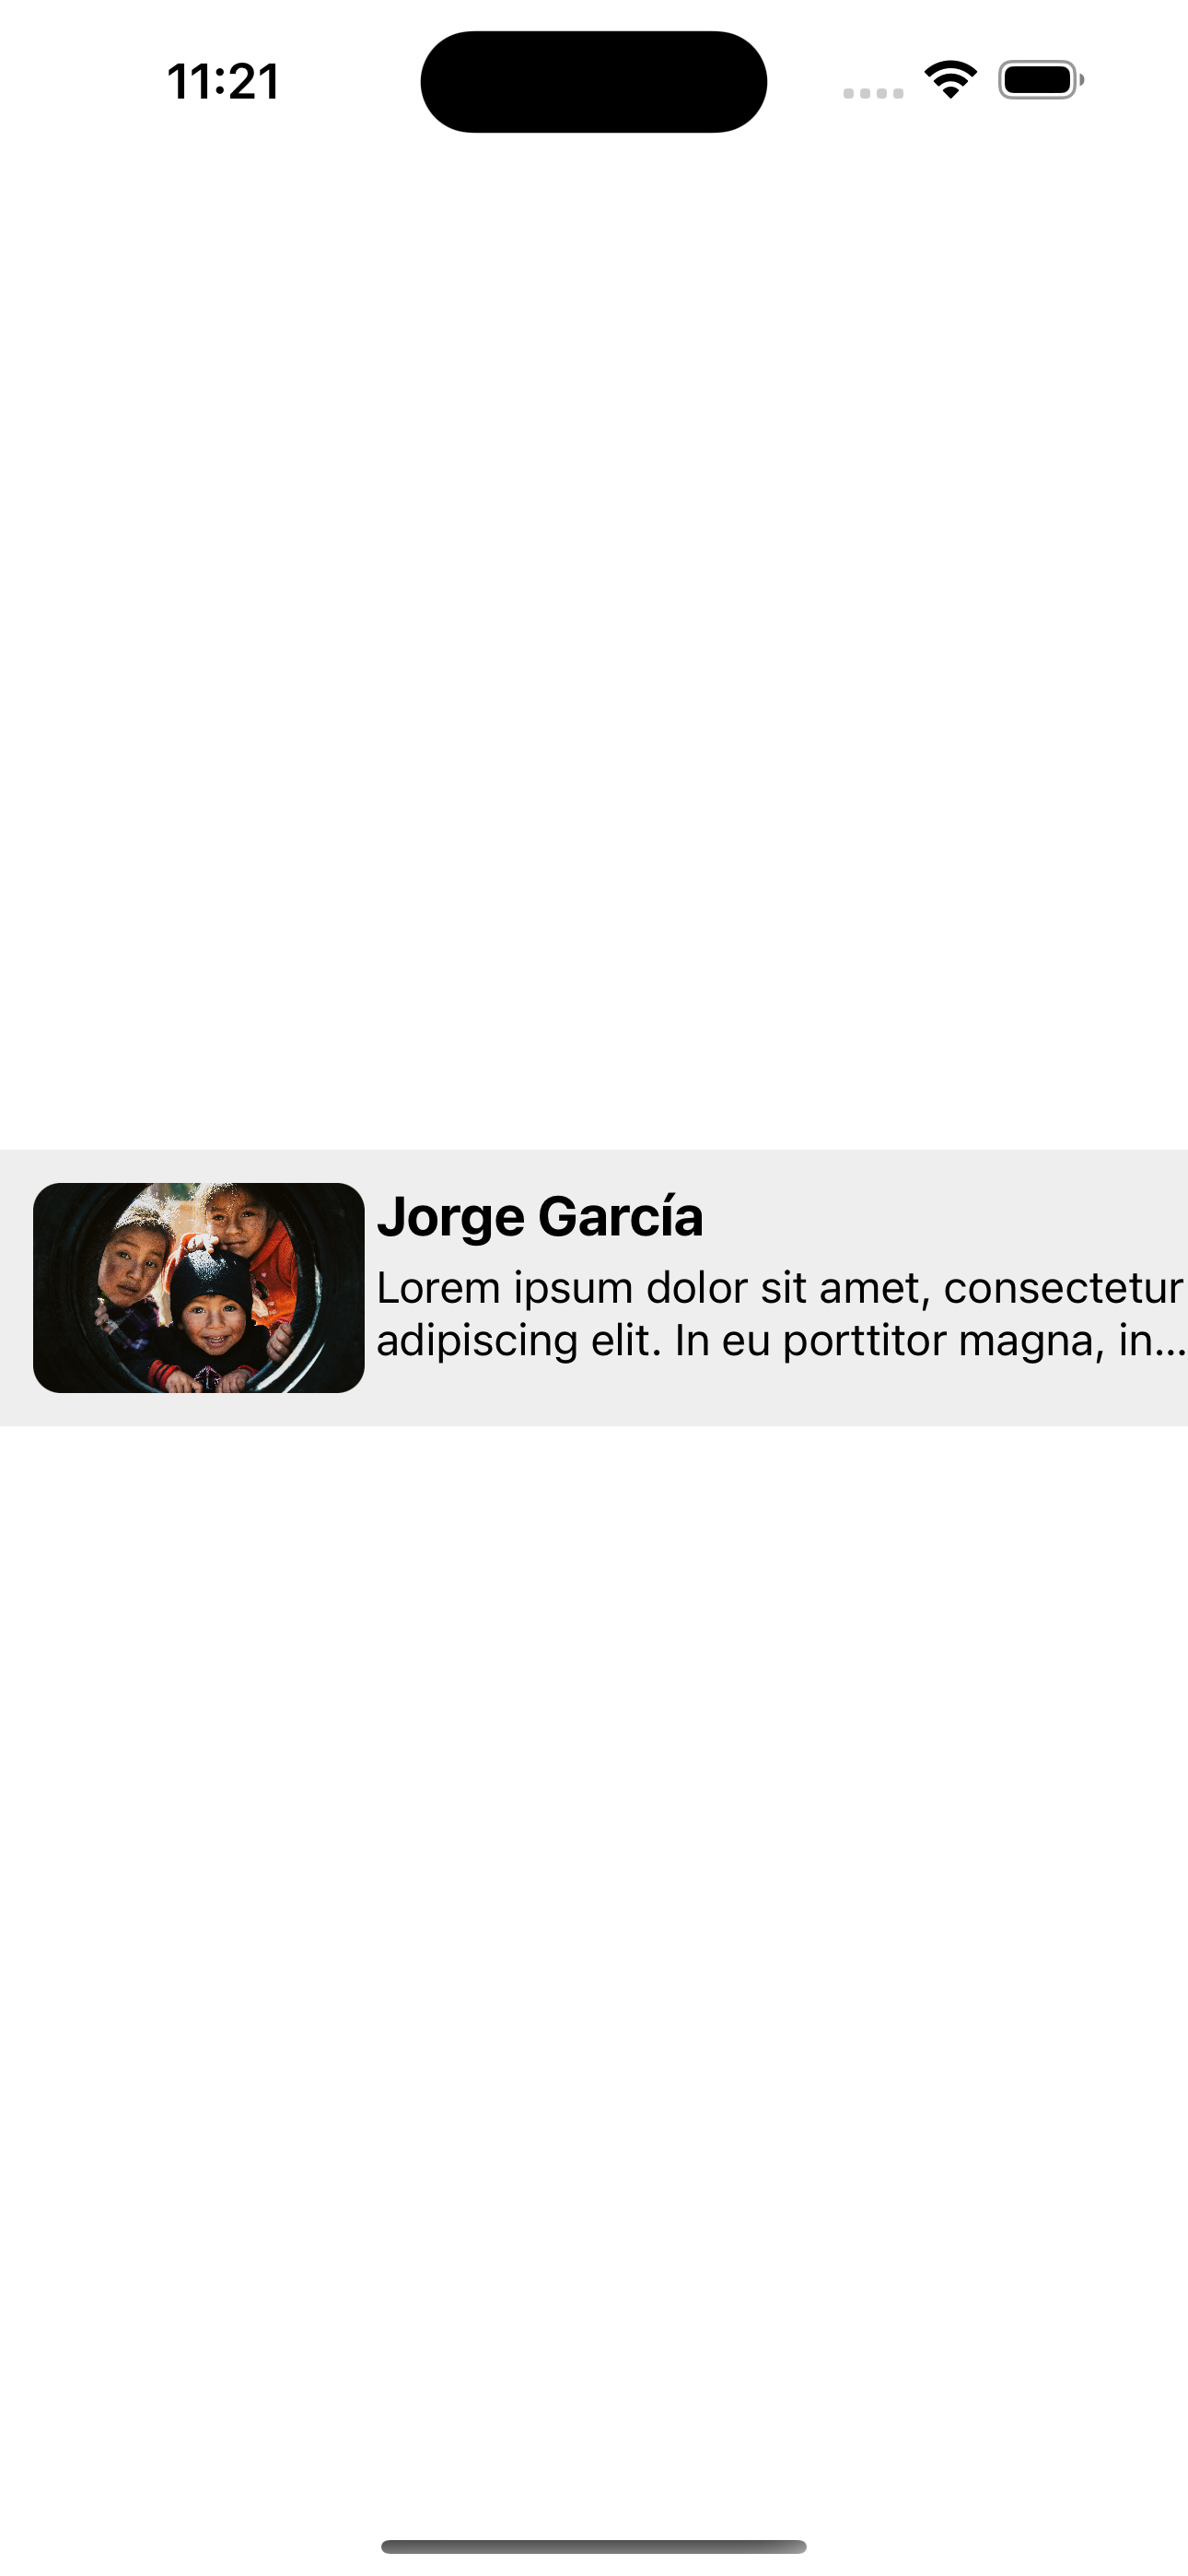 11:21
Jorge García
Lorem ipsum dolor sit amet, consectetur
adipiscing elit. In eu porttitor magna, in...